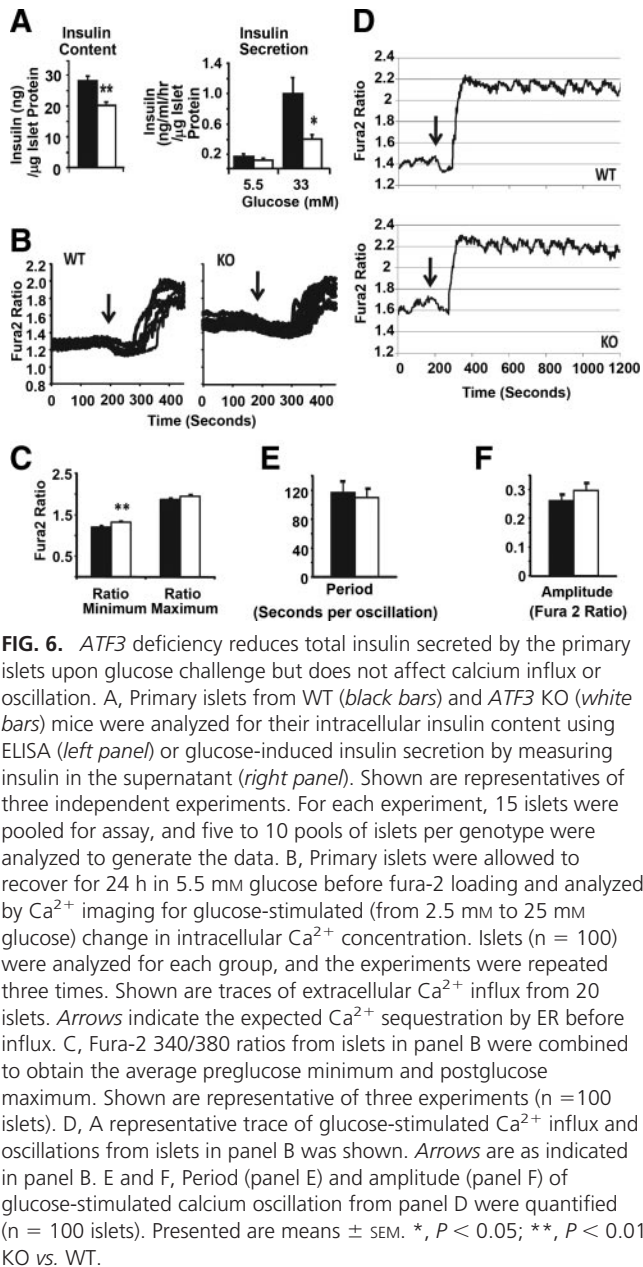 A
Insulin
Content
Insulin (ng)
/µg Islet Protein
30
20
10
0
**
Insulin
Secretion
Insulin
(ng/ml/hr
/µg Islet
Protein)
1.0
0.6
0.2
*
5.5
33
Glucose (mM)
B
WT
KO
Fura2 Ratio
2.2
2.0
1.8
1.6
1.4
1.2
1.0
0.8
0 100 200 300 400
0 100 200 300 400
Time (Seconds)
C
Fura2 Ratio
2.5
1.5
0.5
**
Ratio
Minimum
Ratio
Maximum
D
Fura2 Ratio
2.4
2.2
2.0
1.8
1.6
1.4
1.2
WT
Fura2 Ratio
2.4
2.2
2
1.8
1.6
1.4
1.2
KO
0 200 400 600 800 1000 1200
Time (Seconds)
E
120
80
40
0
Period
(Seconds per oscillation)
F
0.3
0.2
0.1
0
Amplitude
(Fura 2 Ratio)
FIG. 6. ATF3 deficiency reduces total insulin secreted by the primary
islets upon glucose challenge but does not affect calcium influx or
oscillation. A, Primary islets from WT (black bars) and ATF3 KO (white
bars) mice were analyzed for their intracellular insulin content using
ELISA (left panel) or glucose-induced insulin secretion by measuring
insulin in the supernatant (right panel). Shown are representatives of
three independent experiments. For each experiment, 15 islets were
pooled for assay, and five to 10 pools of islets per genotype were
analyzed to generate the data. B, Primary islets were allowed to
recover for 24 h in 5.5 mM glucose before fura-2 loading and analyzed
by Ca²⁺ imaging for glucose-stimulated (from 2.5 mM to 25 mM
glucose) change in intracellular Ca²⁺ concentration. Islets (n = 100)
were analyzed for each group, and the experiments were repeated
three times. Shown are traces of extracellular Ca²⁺ influx from 20
islets. Arrows indicate the expected Ca²⁺ sequestration by ER before
influx. C, Fura-2 340/380 ratios from islets in panel B were combined
to obtain the average preglucose minimum and postglucose
maximum. Shown are representative of three experiments (n =100
islets). D, A representative trace of glucose-stimulated Ca²⁺ influx and
oscillations from islets in panel B was shown. Arrows are as indicated
in panel B. E and F, Period (panel E) and amplitude (panel F) of
glucose-stimulated calcium oscillation from panel D were quantified
(n = 100 islets). Presented are means ± SEM. *, P < 0.05; **, P < 0.01
KO vs. WT.